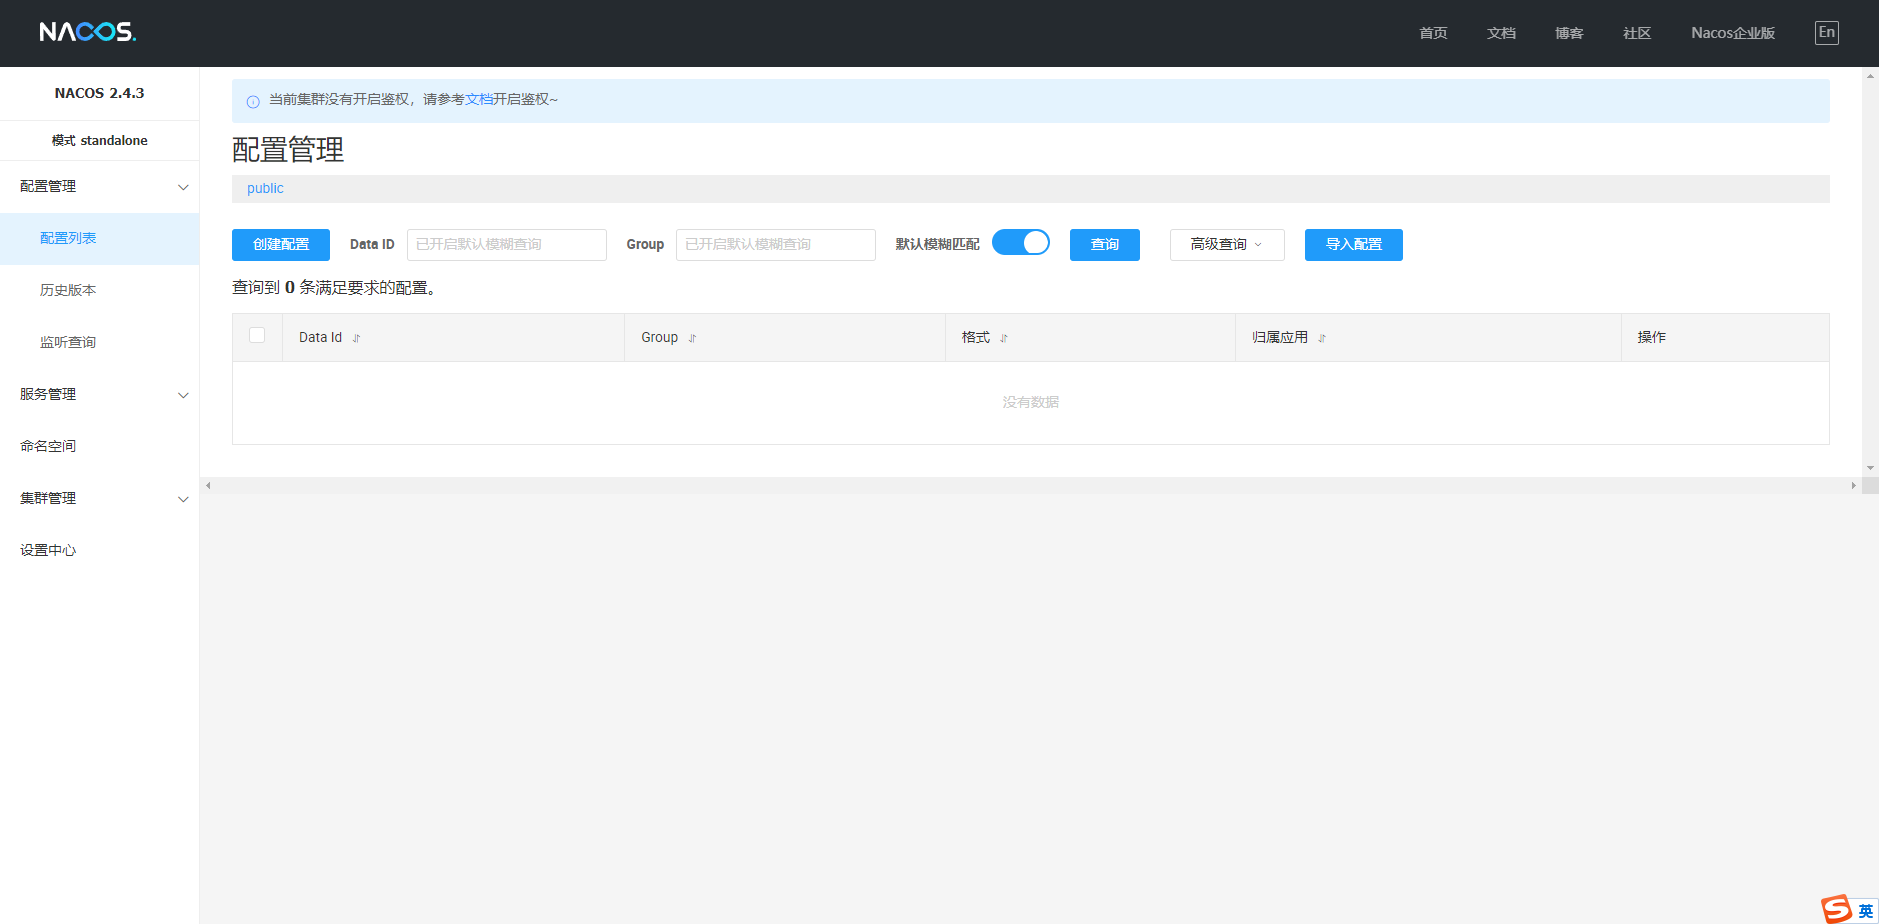 NACOS.
首页 文档 博客 社区 Nacos企业版 En
NACOS 2.4.3
模式 standalone
配置管理
配置列表
历史版本
监听查询
服务管理
命名空间
集群管理
设置中心
当前集群没有开启鉴权，请参考文档开启鉴权~
配置管理
public
创建配置 Data ID 已开启默认模糊查询 Group 已开启默认模糊查询 默认模糊匹配 查询 高级查询 导入配置
查询到 0 条满足要求的配置。
Data Id Group 格式 归属应用 操作
没有数据
S 英